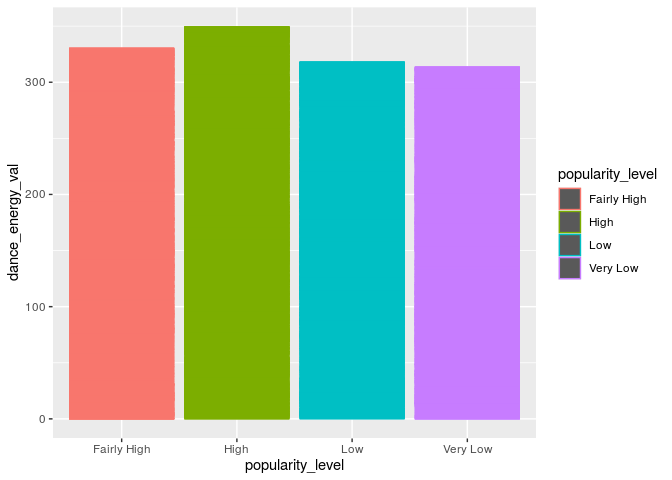 dance_energy_val
300
200
100
0
Fairly High
High
Low
Very Low
popularity_level
popularity_level
Fairly High
High
Low
Very Low